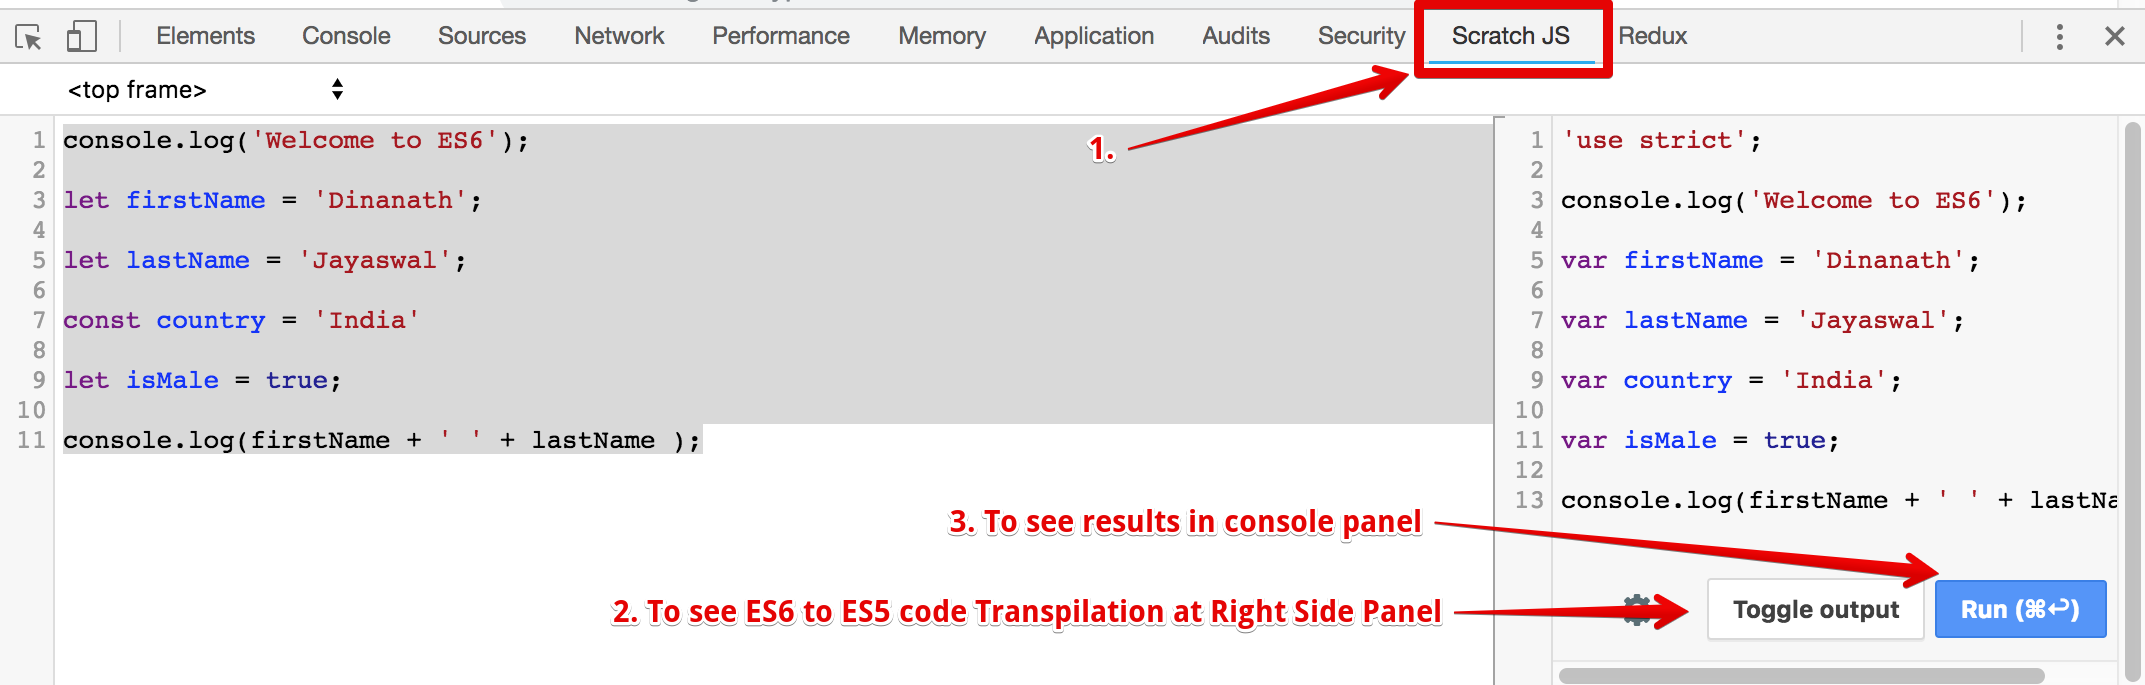 Elements Console Sources Network Performance Memory Application Audits Security Scratch JS Redux
<top frame>
1 console.log('Welcome to ES6');
2
3 let firstName = 'Dinanath';
4
5 let lastName = 'Jayaswal';
6
7 const country = 'India'
8
9 let isMale = true;
10
11 console.log(firstName + ' ' + lastName );
1.
1 'use strict';
2
3 console.log('Welcome to ES6');
4
5 var firstName = 'Dinanath';
6
7 var lastName = 'Jayaswal';
8
9 var country = 'India';
10
11 var isMale = true;
12
13 console.log(firstName + ' ' + lastNa
3. To see results in console panel
2. To see ES6 to ES5 code Transpilation at Right Side Panel
Toggle output
Run (⌘↩)